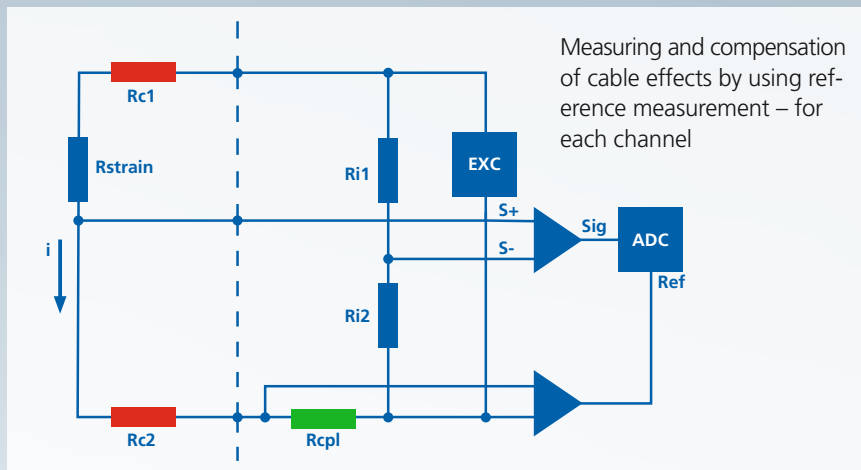 Measuring and compensation
of cable effects by using ref-
erence measurement – for
each channel
Rc1
Rstrain
Ri1
EXC
S+
Sig
ADC
S-
i
Ref
Ri2
Rc2
Rcpl